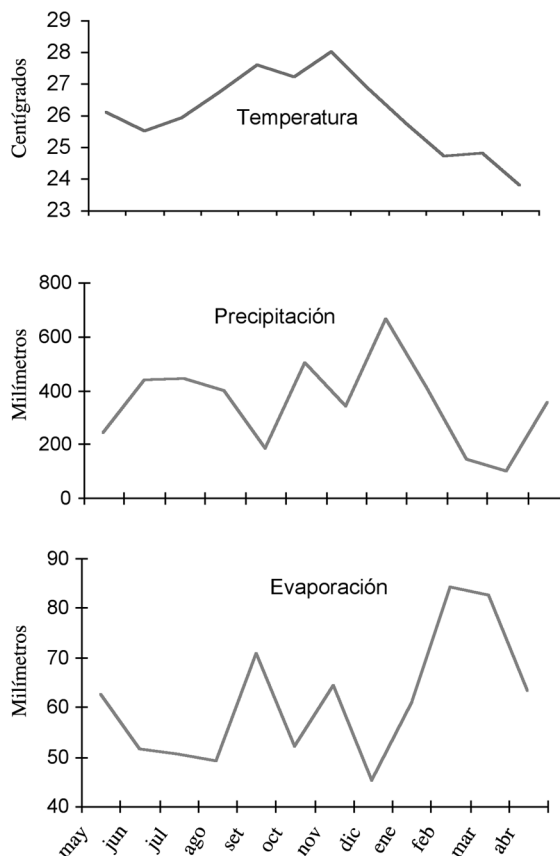 29
28
27
26
25
24
23
Centígrados
Temperatura
800
600
400
200
0
Milímetros
Precipitación
90
80
70
60
50
40
Milímetros
Evaporación
may jun jul ago set oct nov dic ene feb mar abr